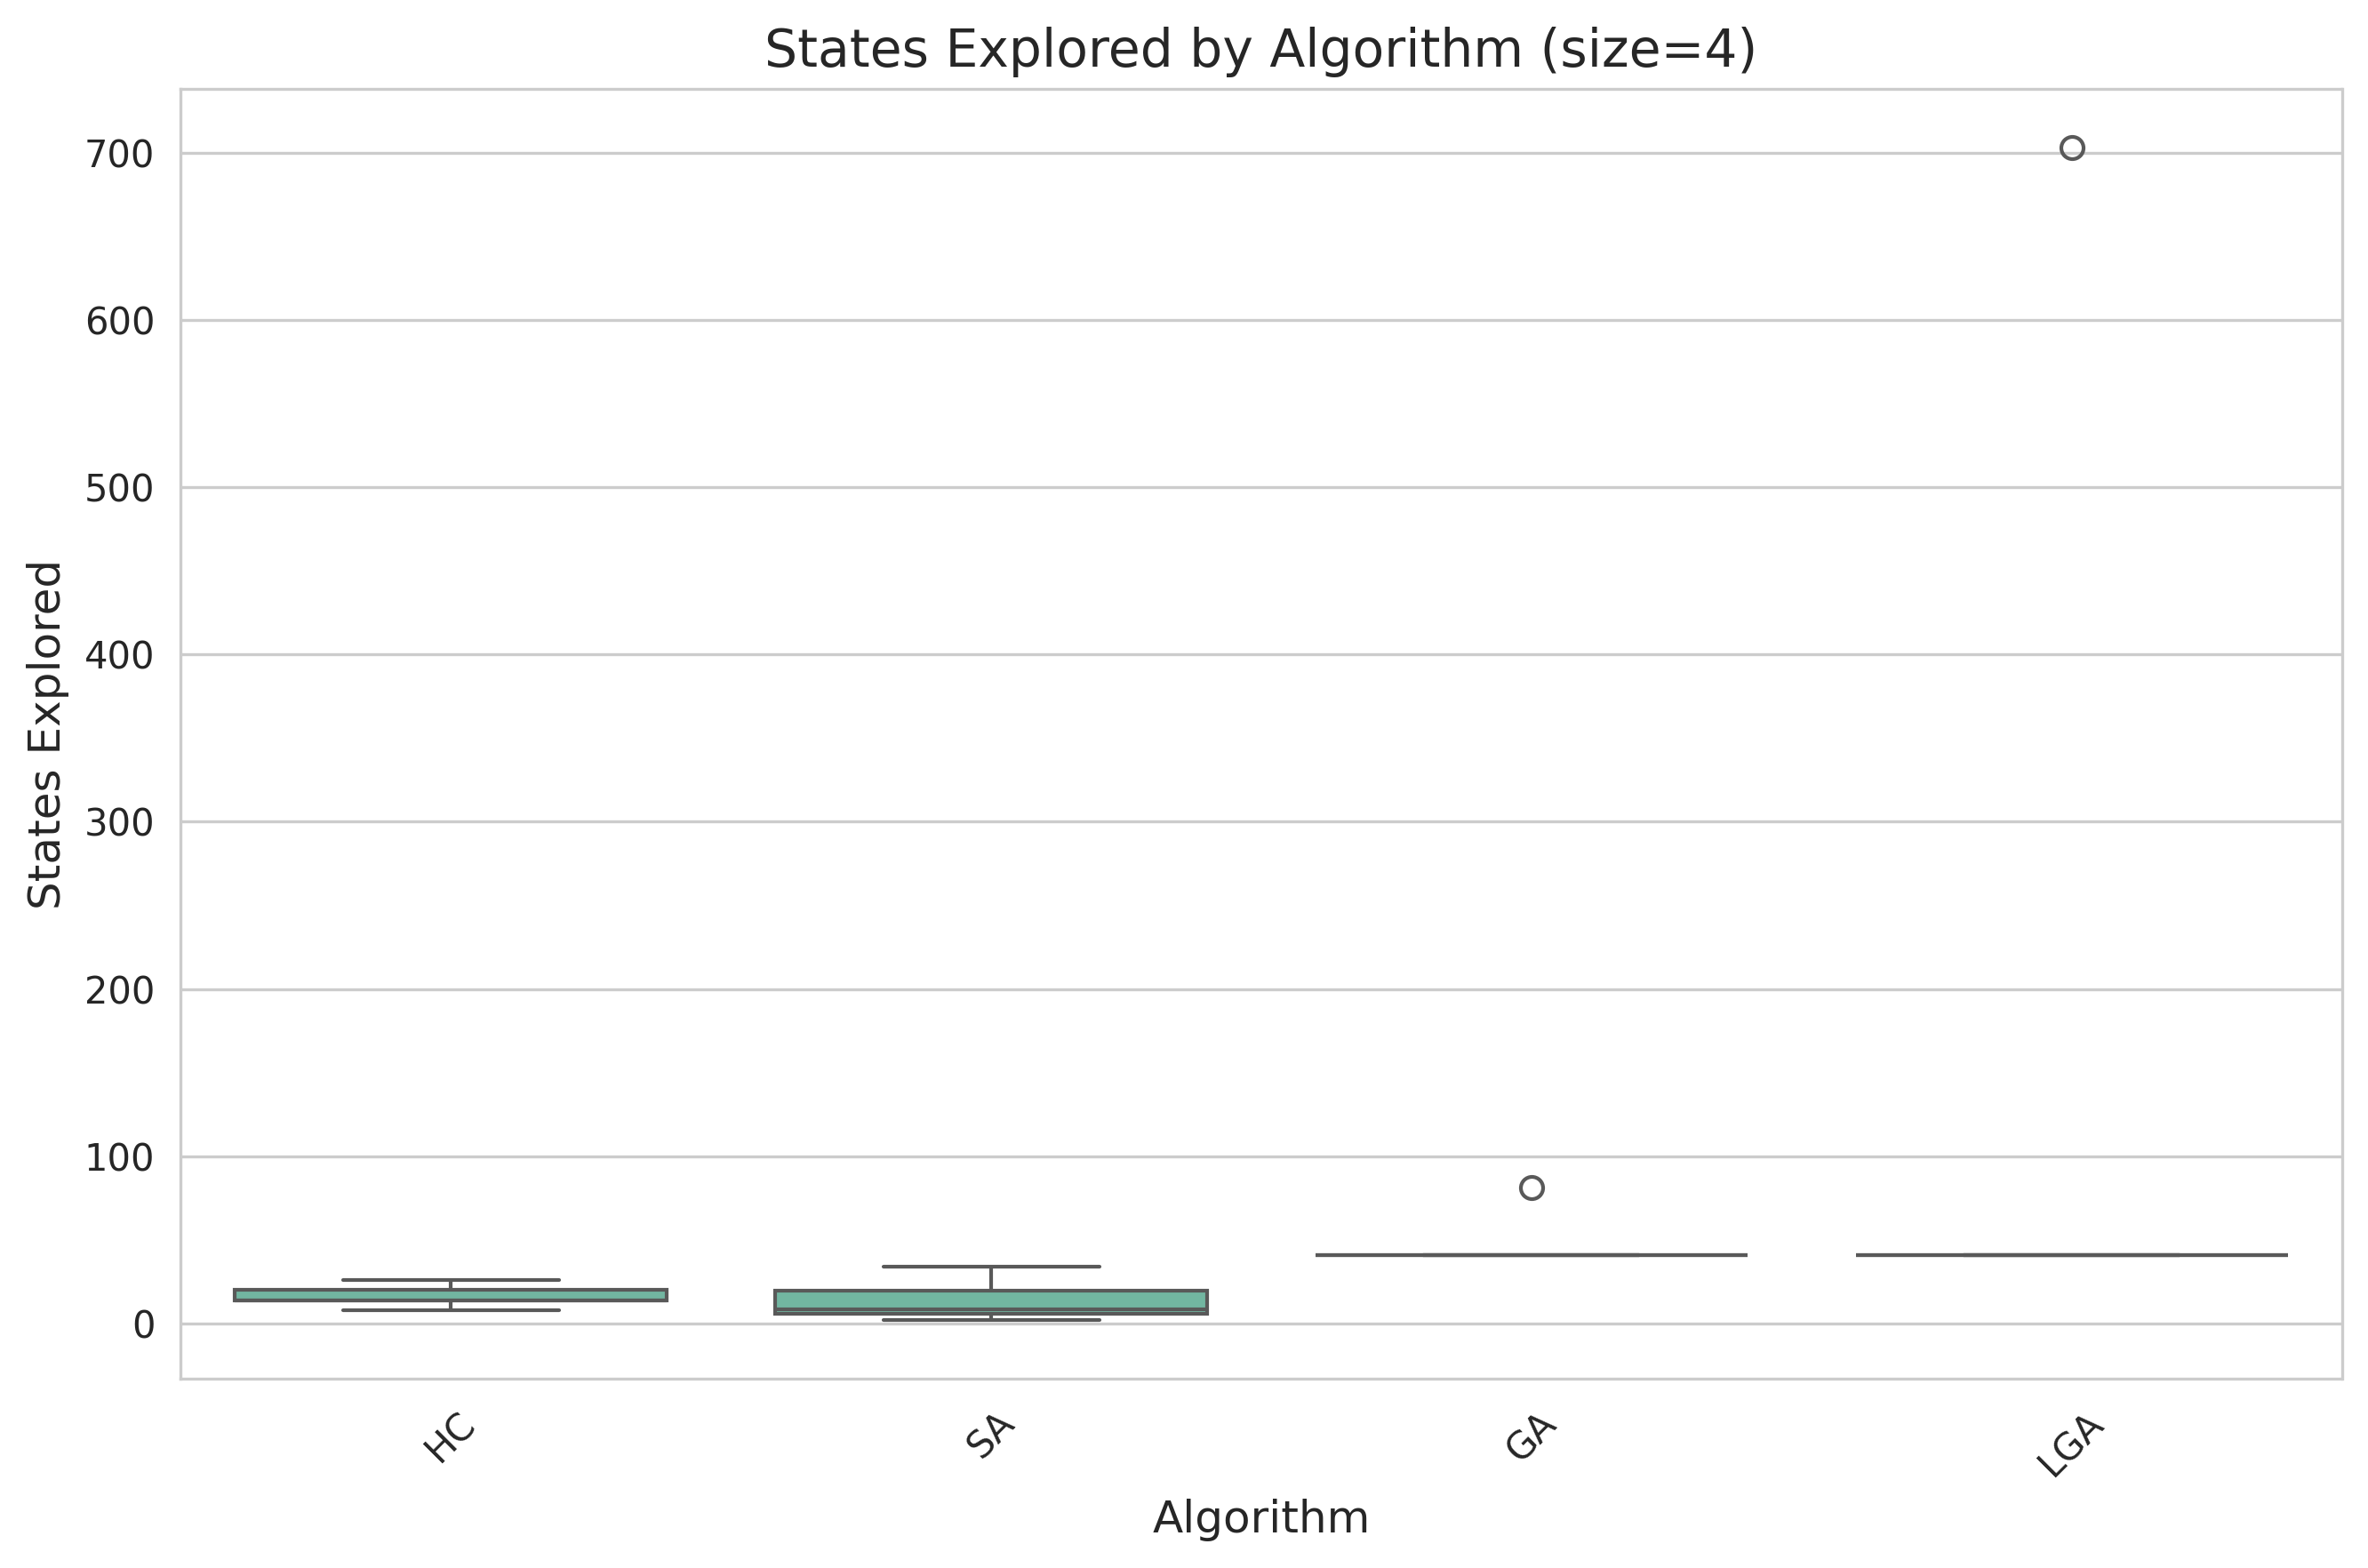 States Explored by Algorithm (size=4)
States Explored
700
600
500
400
300
200
100
0
HC
SA
GA
LGA
Algorithm